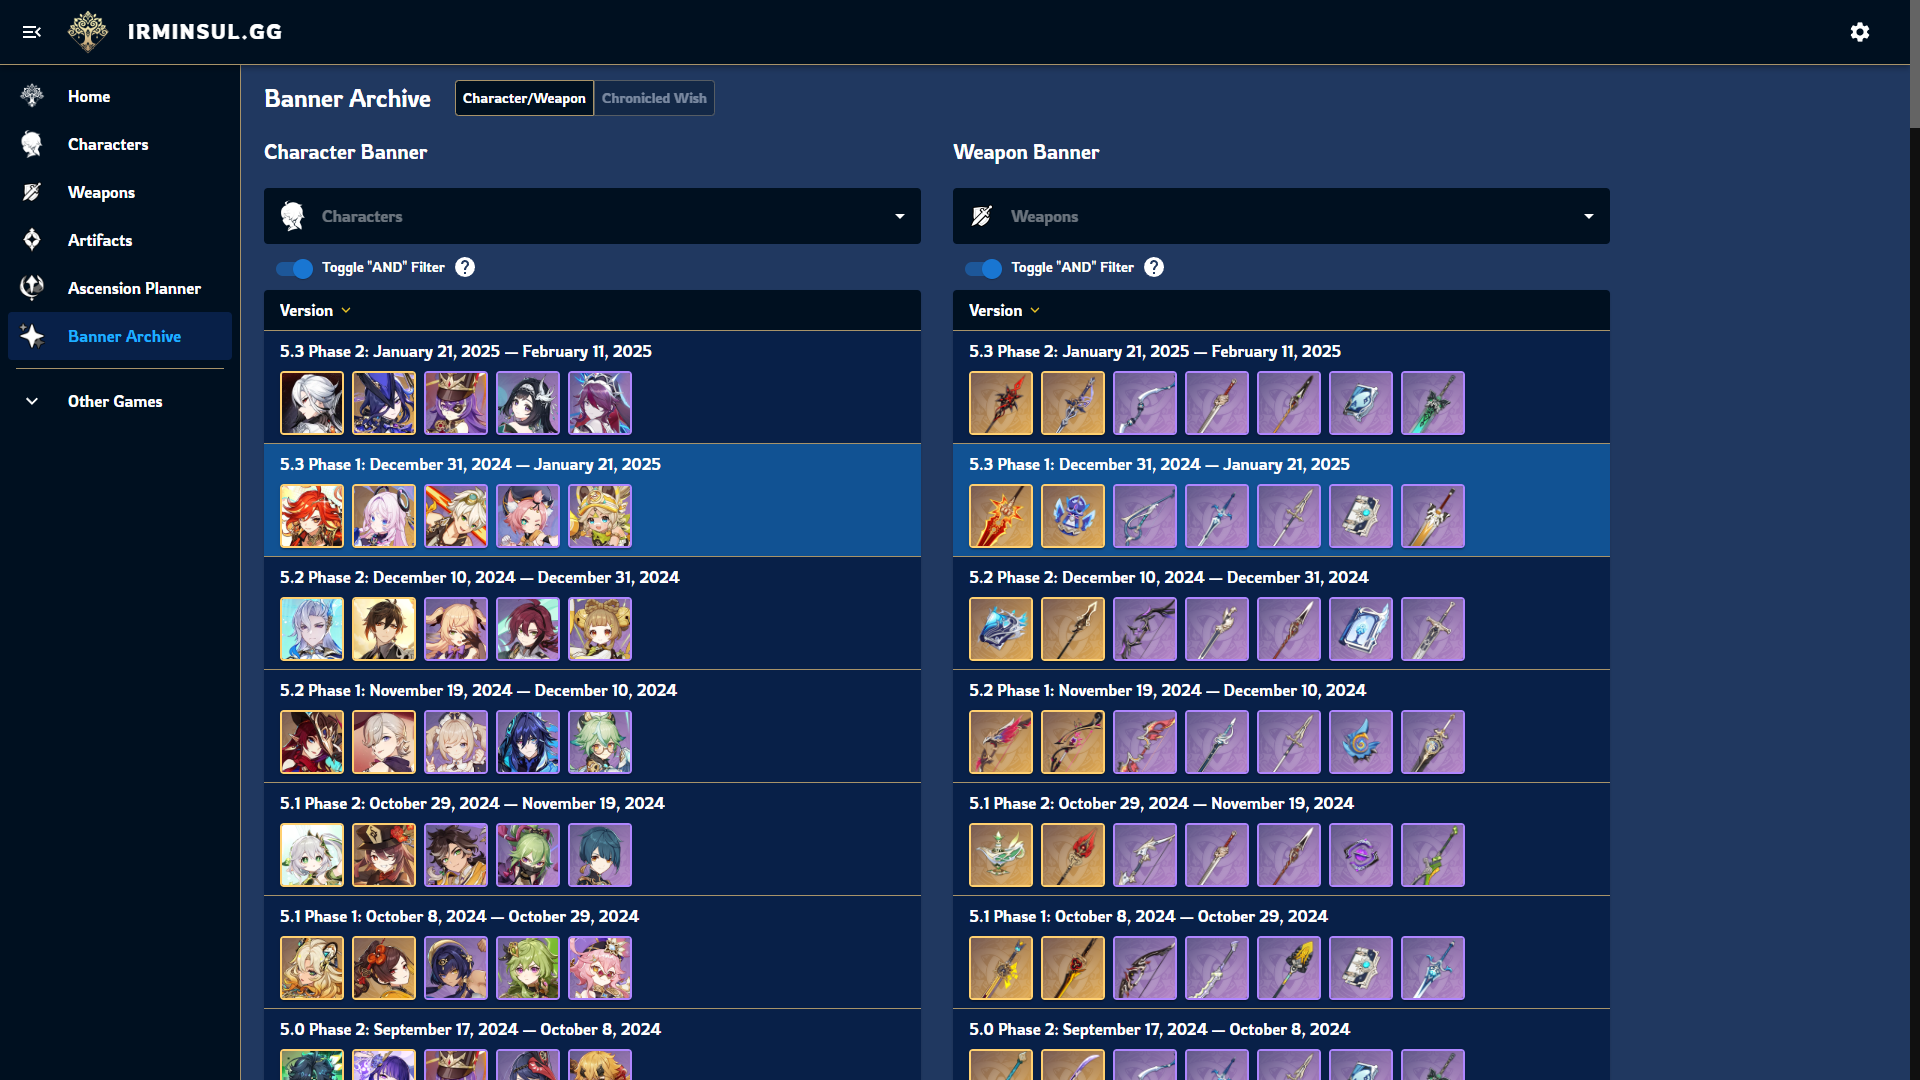 IRMINSUL.GG
Home
Characters
Weapons
Artifacts
Ascension Planner
Banner Archive
Other Games
Banner Archive
Character/Weapon
Chronicled Wish
Character Banner
Characters
Toggle "AND" Filter ?
Version
5.3 Phase 2: January 21, 2025 — February 11, 2025
5.3 Phase 1: December 31, 2024 — January 21, 2025
5.2 Phase 2: December 10, 2024 — December 31, 2024
5.2 Phase 1: November 19, 2024 — December 10, 2024
5.1 Phase 2: October 29, 2024 — November 19, 2024
5.1 Phase 1: October 8, 2024 — October 29, 2024
5.0 Phase 2: September 17, 2024 — October 8, 2024
Weapon Banner
Weapons
Toggle "AND" Filter ?
Version
5.3 Phase 2: January 21, 2025 — February 11, 2025
5.3 Phase 1: December 31, 2024 — January 21, 2025
5.2 Phase 2: December 10, 2024 — December 31, 2024
5.2 Phase 1: November 19, 2024 — December 10, 2024
5.1 Phase 2: October 29, 2024 — November 19, 2024
5.1 Phase 1: October 8, 2024 — October 29, 2024
5.0 Phase 2: September 17, 2024 — October 8, 2024